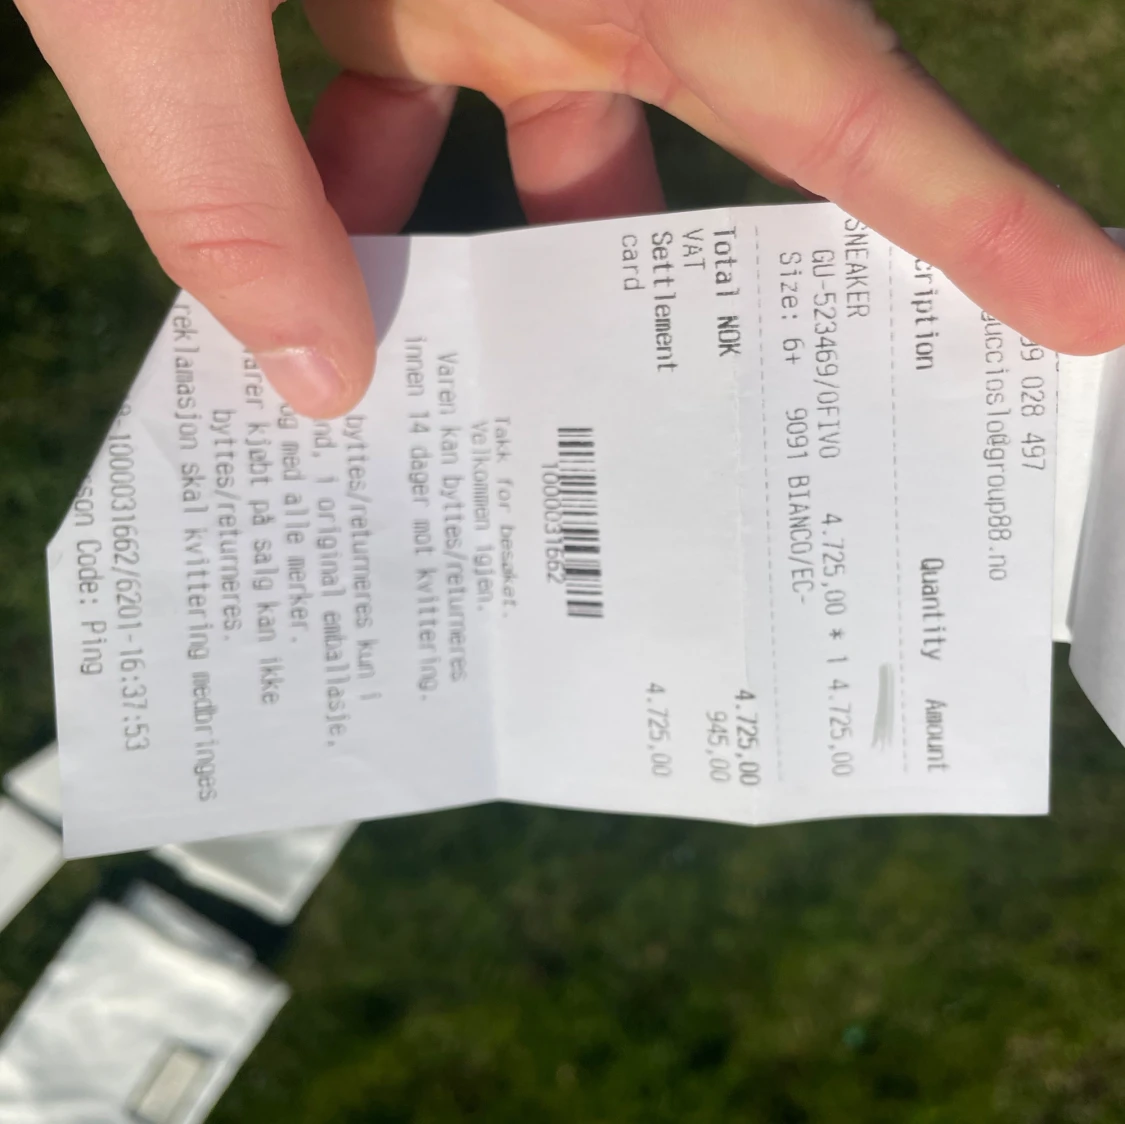 99 028 497
guccioslo@group88.no
cription Quantity Amount
SNEAKER
GU-523469/0FIV0 4.725,00 * 1 4.725,00
Size: 6+ 9091 BIANCO/EC-
Total NOK 4.725,00
VAT 945,00
Settlement
card 4.725,00
1000031662
Takk for besøket.
Velkommen igjen.
Varen kan byttes/returneres
innen 14 dager mot kvittering.
byttes/returneres kun i
nd, i original emballasje,
og med alle merker.
arer kjøbt på salg kan ikke
byttes/returneres.
reklamasjon skal kvittering medbringes
-1000031662/6201-16:37:53
son Code: Ping